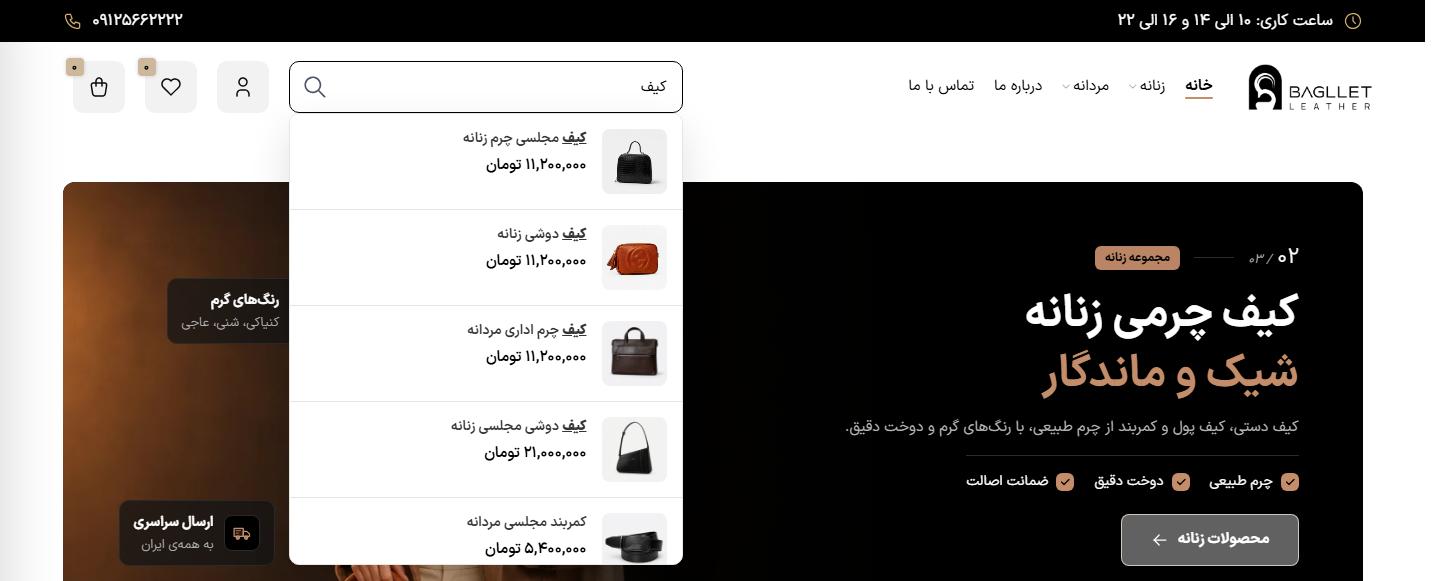 ساعت کاری: ۱۰ الی ۱۴ و ۱۶ الی ۲۲
۰۹۱۲۵۶۶۲۲۲۲
BAGLLET
LEATHER
خانه
زنانه
مردانه
درباره ما
تماس با ما
کیف
۰
۰
کیف مجلسی چرم زنانه
۱۱,۲۰۰,۰۰۰ تومان
کیف دوشی زنانه
۱۱,۲۰۰,۰۰۰ تومان
کیف چرم اداری مردانه
۱۱,۲۰۰,۰۰۰ تومان
کیف دوشی مجلسی زنانه
۲۱,۰۰۰,۰۰۰ تومان
کمربند مجلسی مردانه
۵,۴۰۰,۰۰۰ تومان
۰۲ / ۰۳
مجموعه زنانه
کیف چرمی زنانه
شیک و ماندگار
کیف دستی، کیف پول و کمربند از چرم طبیعی، با رنگ‌های گرم و دوخت دقیق.
چرم طبیعی
دوخت دقیق
ضمانت اصالت
محصولات زنانه
رنگ‌های گرم
کنیاکی، شنی، عاجی
ارسال سراسری
به همه‌ی ایران